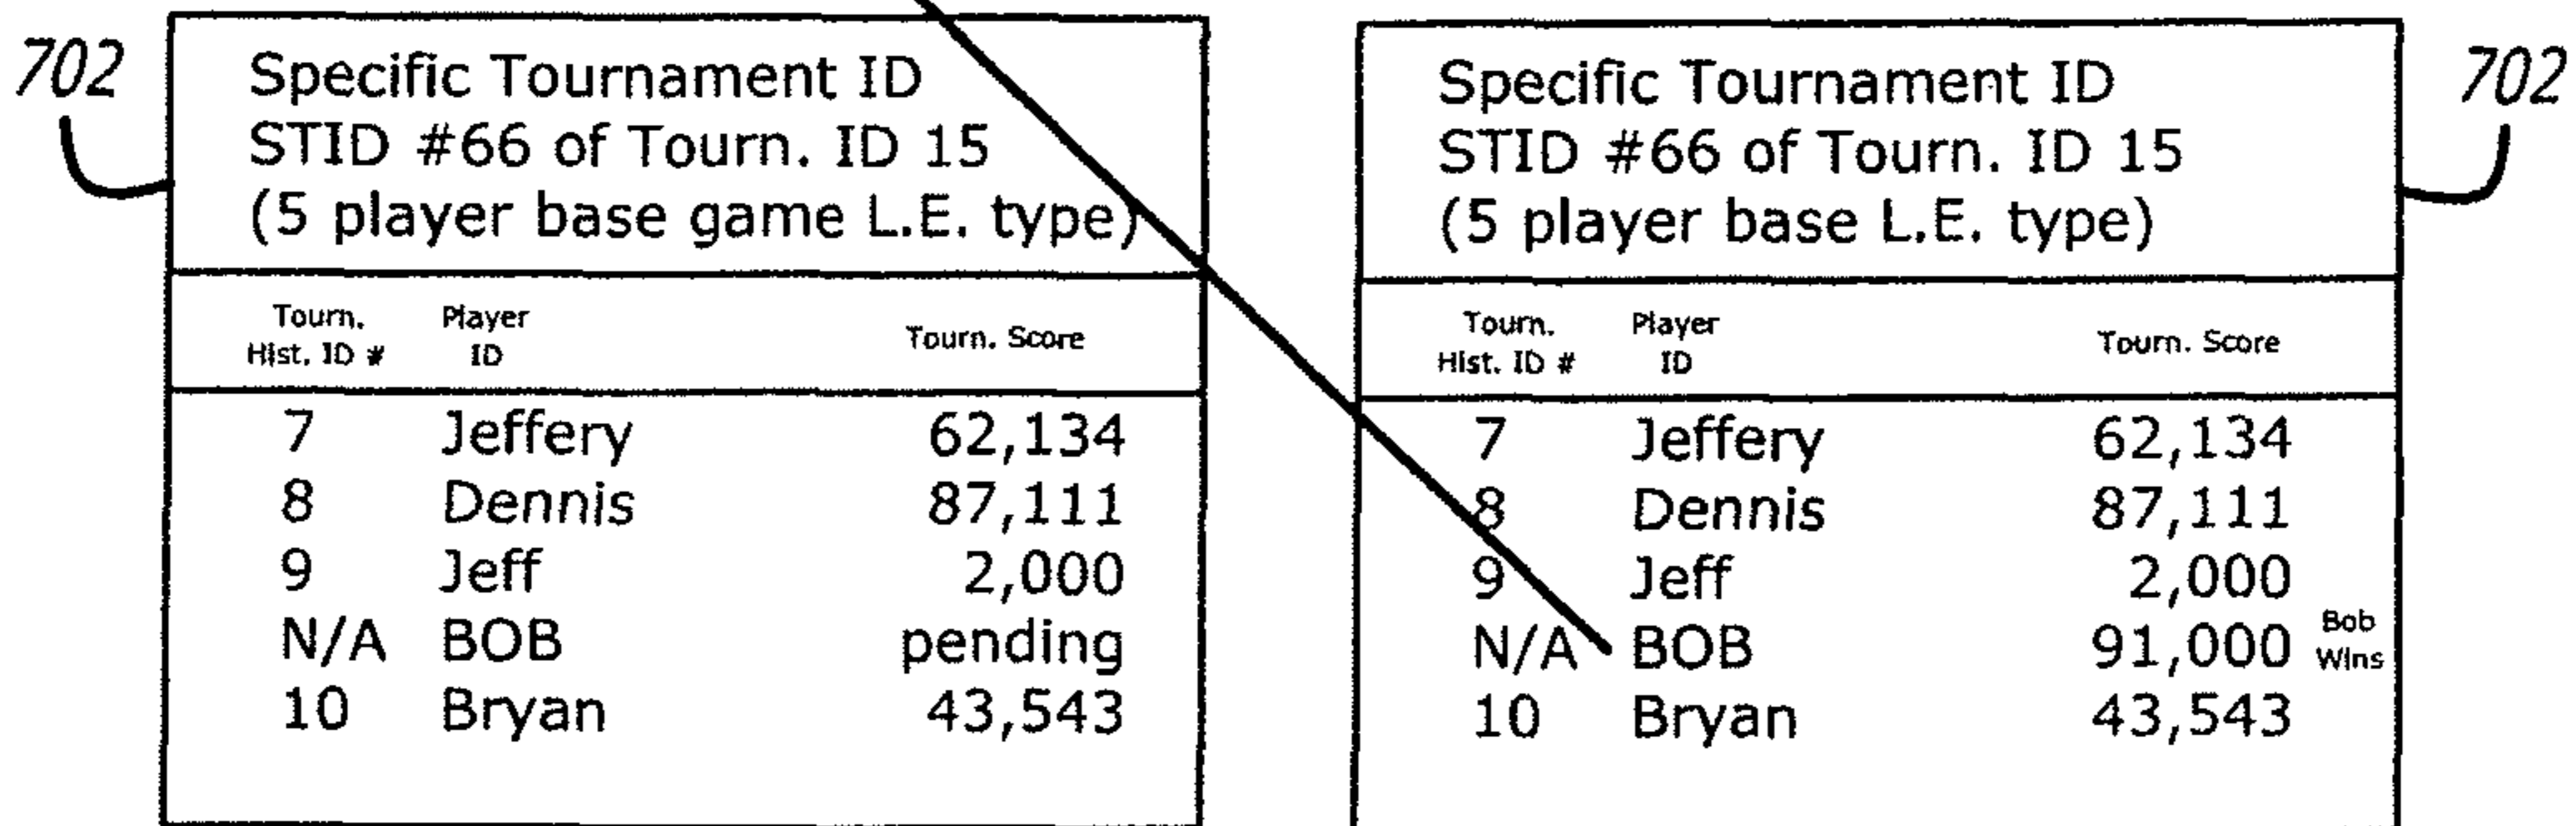 702
Specific Tournament ID
STID #66 of Tourn. ID 15
(5 player base game L.E. type)
Tourn. Hist. ID # Player ID Tourn. Score
7 Jeffery 62,134
8 Dennis 87,111
9 Jeff 2,000
N/A BOB pending
10 Bryan 43,543
702
Specific Tournament ID
STID #66 of Tourn. ID 15
(5 player base L.E. type)
Tourn. Hist. ID # Player ID Tourn. Score
7 Jeffery 62,134
8 Dennis 87,111
9 Jeff 2,000
N/A BOB 91,000 Bob Wins
10 Bryan 43,543